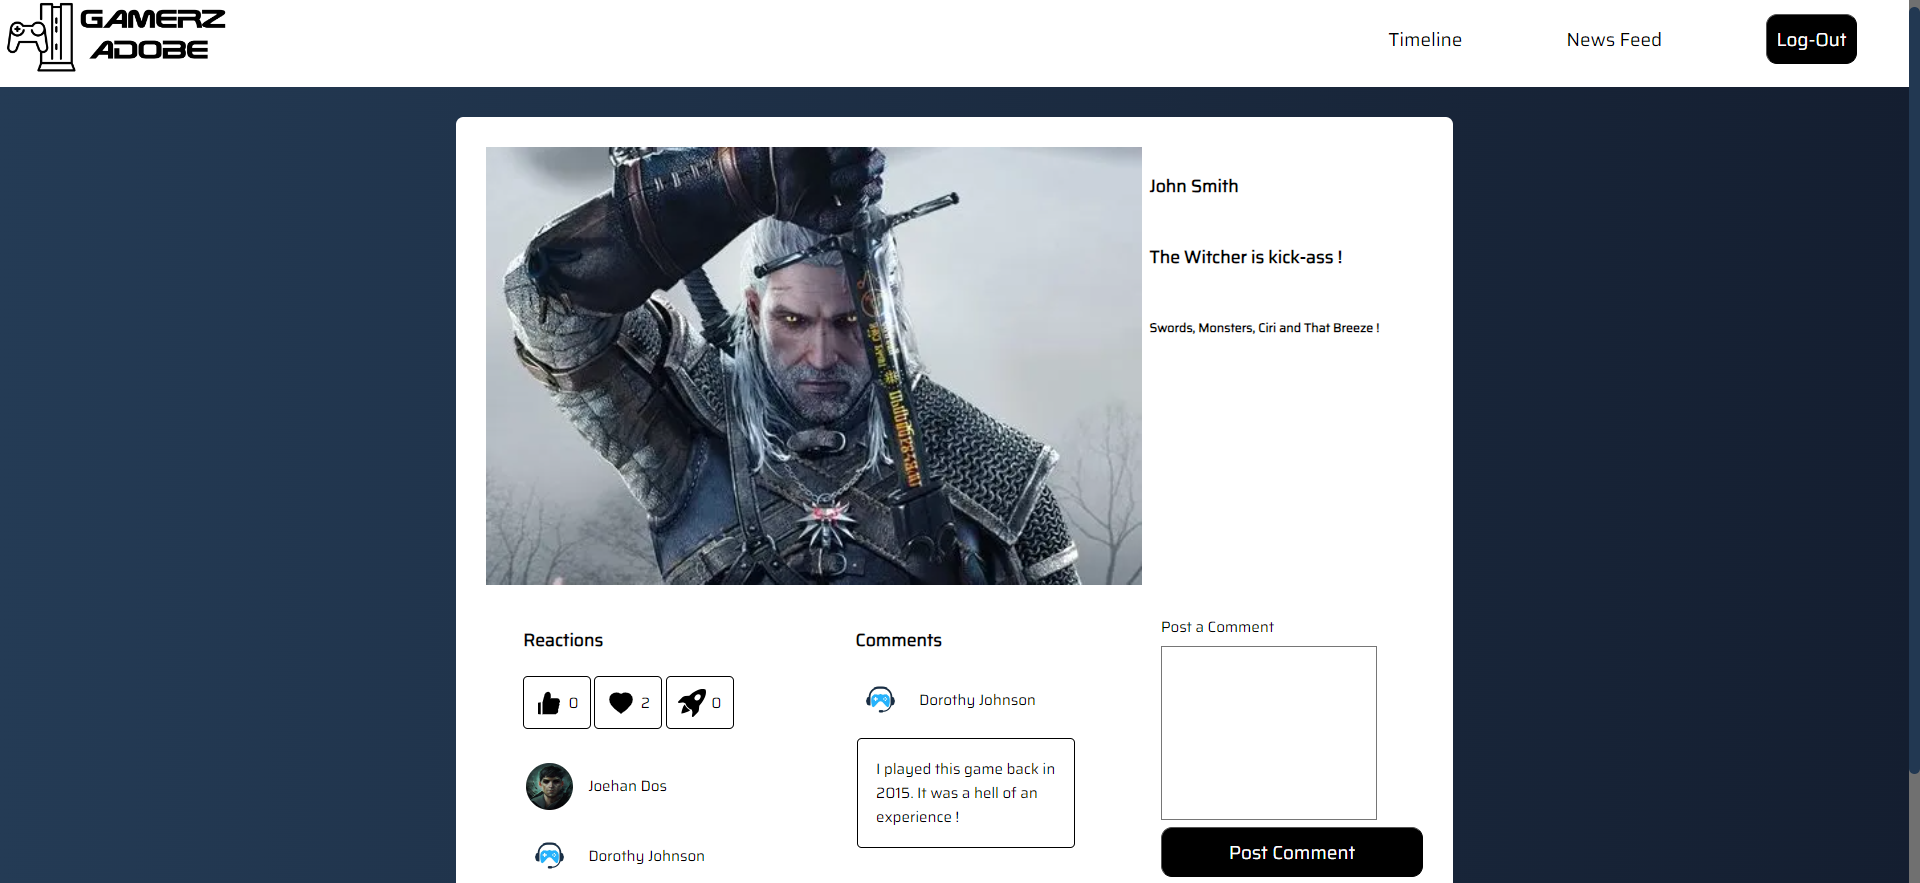 GAMERZ
ADOBE
Timeline
News Feed
Log-Out
John Smith
The Witcher is kick-ass !
Swords, Monsters, Ciri and That Breeze !
Reactions
0
2
0
Joehan Dos
Dorothy Johnson
Comments
Dorothy Johnson
I played this game back in
2015. It was a hell of an
experience !
Post a Comment
Post Comment